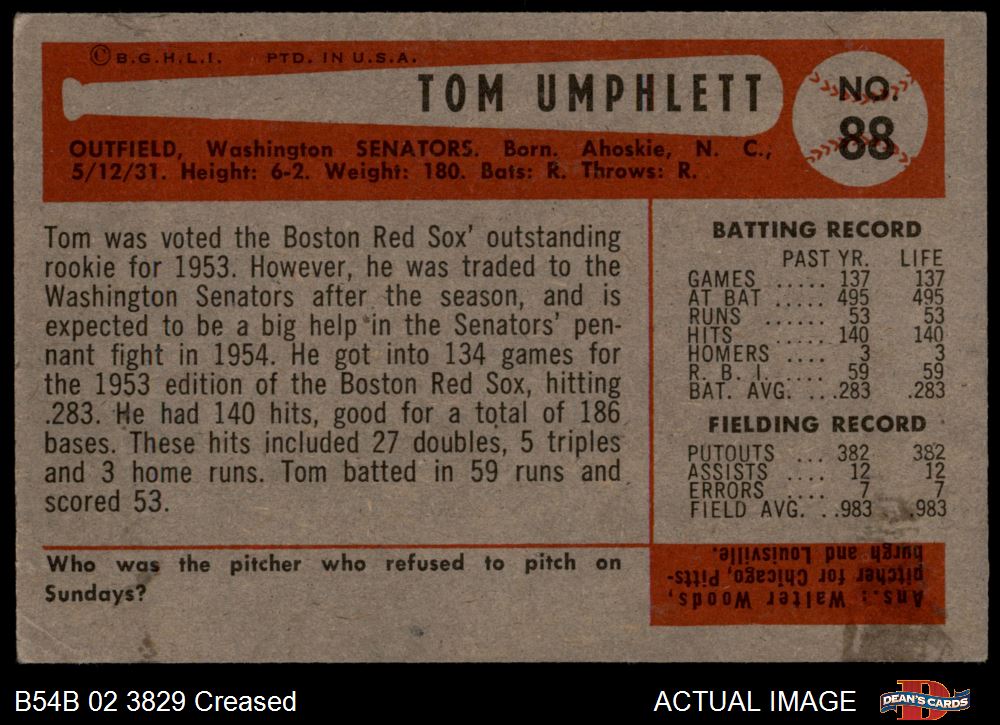 © B.G.H.L.I. PTD. IN U.S.A.
TOM UMPHLETT
NO.
88
OUTFIELD, Washington SENATORS. Born. Ahoskie, N. C.,
5/12/31. Height: 6-2. Weight: 180. Bats: R. Throws: R.
Tom was voted the Boston Red Sox' outstanding
rookie for 1953. However, he was traded to the
Washington Senators after the season, and is
expected to be a big help in the Senators' pen-
nant fight in 1954. He got into 134 games for
the 1953 edition of the Boston Red Sox, hitting
.283. He had 140 hits, good for a total of 186
bases. These hits included 27 doubles, 5 triples
and 3 home runs. Tom batted in 59 runs and
scored 53.
BATTING RECORD
PAST YR. LIFE
GAMES ..... 137 137
AT BAT ..... 495 495
RUNS ...... 53 53
HITS ...... 140 140
HOMERS .... 3 3
R. B. I. .... 59 59
BAT. AVG. ...283 .283
FIELDING RECORD
PUTOUTS ... 382 382
ASSISTS .... 12 12
ERRORS .... 7 7
FIELD AVG. ..983 .983
Who was the pitcher who refused to pitch on
Sundays?
Ans.: Walter Woods,
pitcher for Chicago, Pitts-
burgh and Louisville.
B54B 02 3829 Creased
ACTUAL IMAGE
DEAN'S CARDS